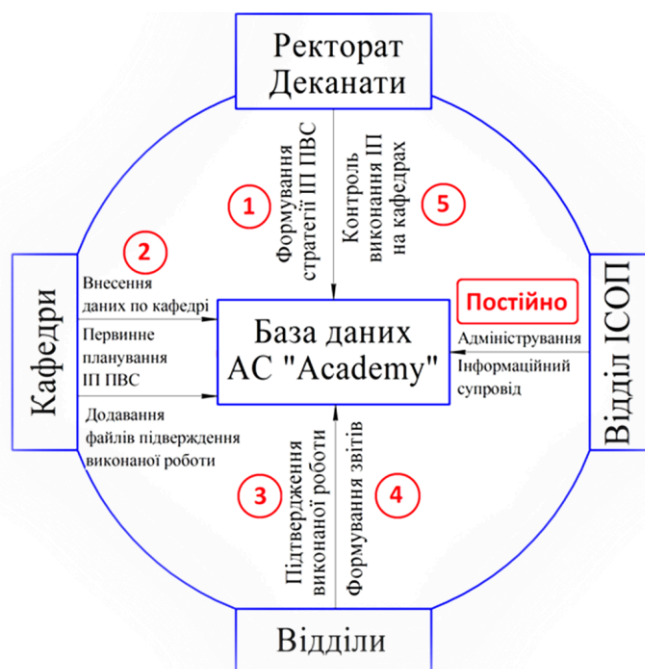 Ректорат
Деканати
1
Формування
стратегії ІП ПВС
Контроль
виконання ІП
на кафедрах
5
2
Кафедри
Внесення
даних по кафедрі
Первинне
планування
ІП ПВС
Додавання
файлів підтверждення
виконаної роботи
База даних
АС "Academy"
Постійно
Адміністрування
Інформаційний
супровід
Відділ ІСОП
3
Підтвердження
виконаної роботи
Формування звітів
4
Відділи